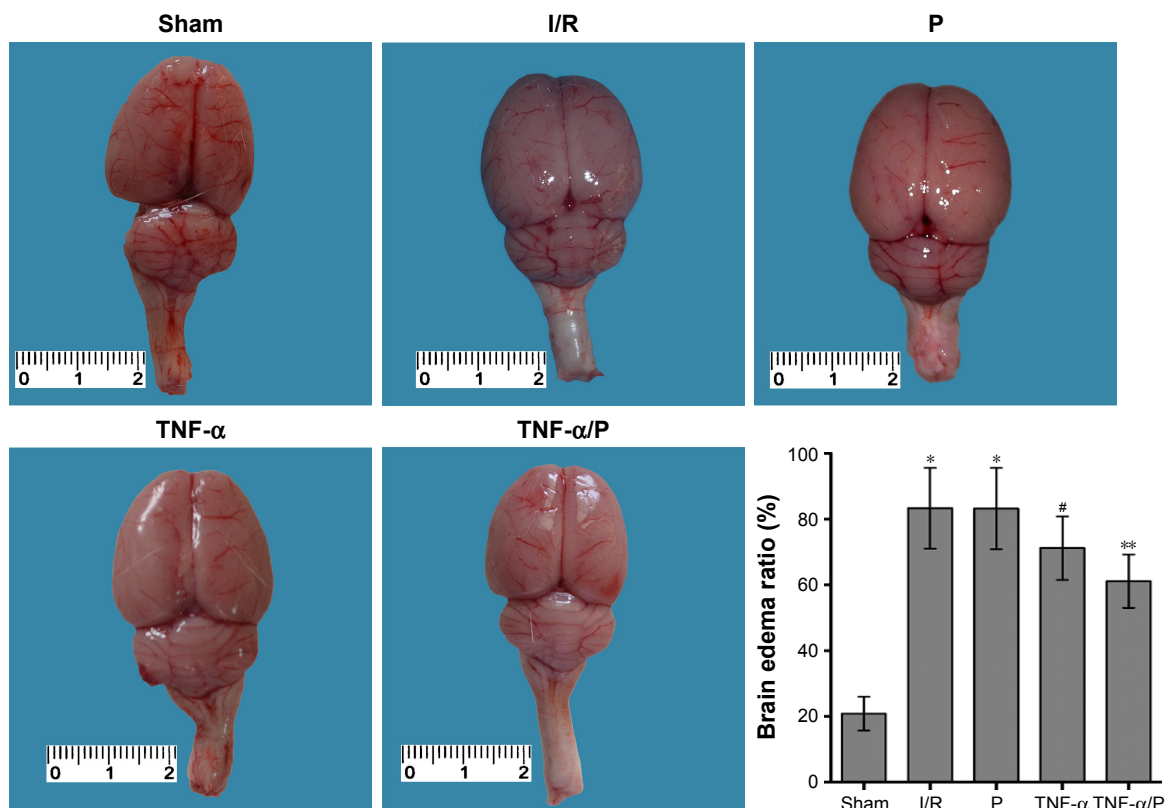 Sham I/R P
0 1 2
0 1 2
0 1 2
TNF-α TNF-α/P
0 1 2
0 1 2
Brain edema ratio (%)
100
80
60
40
20
0
* * # **
Sham I/R P TNF-α TNF-α/P